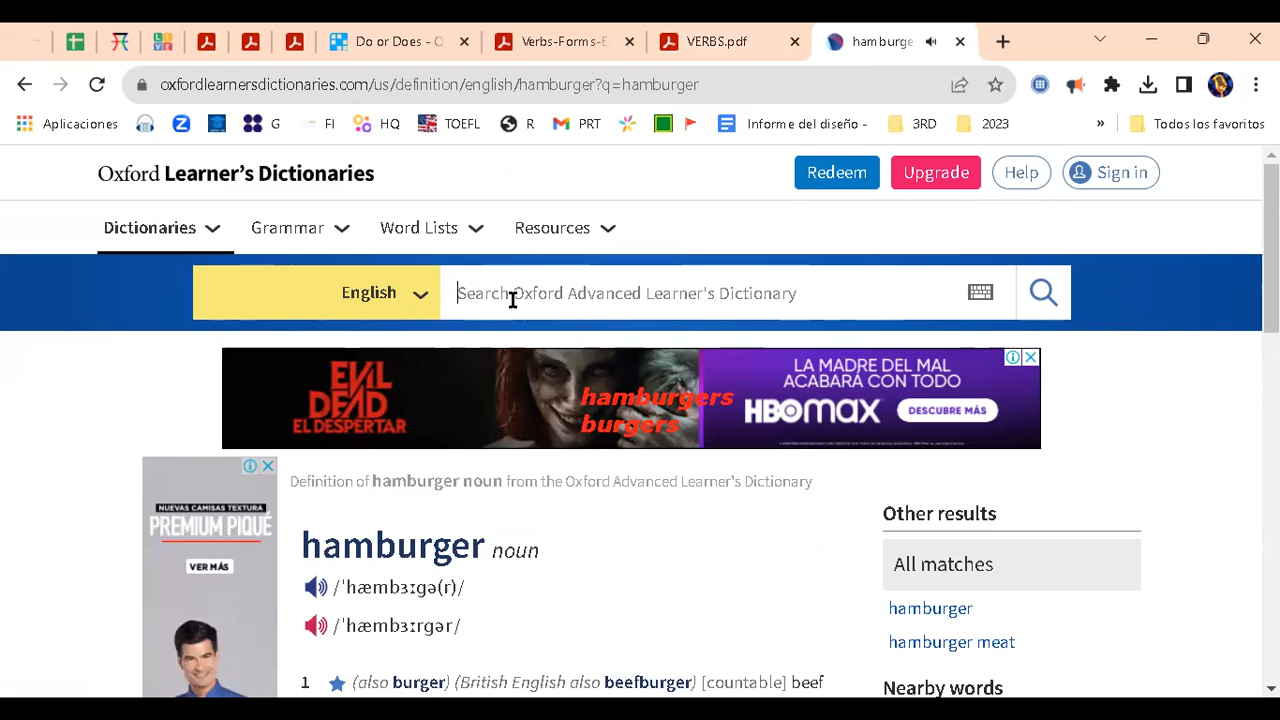 Do or Does - Q
Verbs-Forms-E
VERBS.pdf
hamburge
oxfordlearnersdictionaries.com/us/definition/english/hamburger?q=hamburger
Aplicaciones
G
FI
HQ
TOEFL
R
PRT
Informe del diseño -
3RD
2023
»
Todos los favoritos
Oxford Learner's Dictionaries
Redeem
Upgrade
Help
Sign in
Dictionaries
Grammar
Word Lists
Resources
English
Search Oxford Advanced Learner's Dictionary
EVIL
DEAD
EL DESPERTAR
hamburgers
burgers
LA MADRE DEL MAL
ACABARÁ CON TODO
HBOMAX
DESCUBRE MÁS
NUEVAS CAMISAS TEXTURA
PREMIUM PIQUÉ
VER MÁS
Definition of hamburger noun from the Oxford Advanced Learner's Dictionary
hamburger noun
/ˈhæmbɜːɡə(r)/
/ˈhæmbɜːrɡər/
1 (also burger) (British English also beefburger) [countable] beef
Other results
All matches
hamburger
hamburger meat
Nearby words